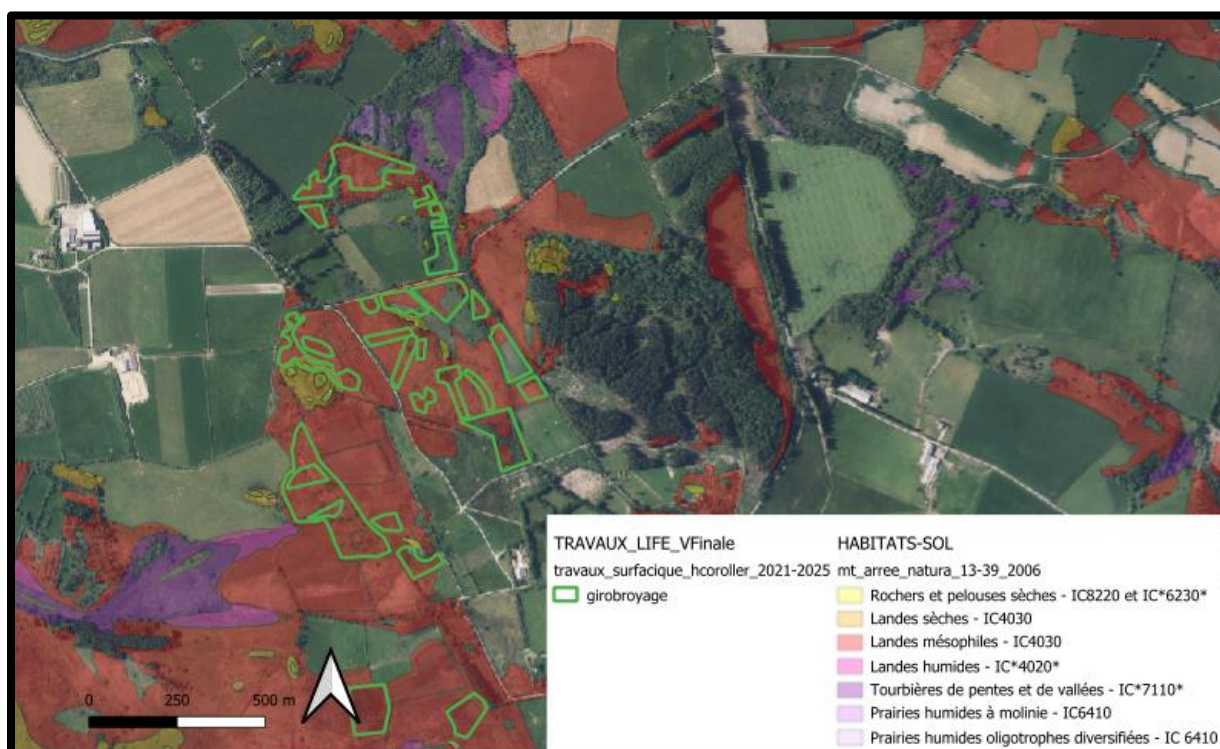 TRAVAUX_LIFE_VFinale
travaux_surfacique_hcoroller_2021-2025
girobroyage
HABITATS-SOL
mt_arree_natura_13-39_2006
Rochers et pelouses sèches - IC8220 et IC*6230*
Landes sèches - IC4030
Landes mésophiles - IC4030
Landes humides - IC*4020*
Tourbières de pentes et de vallées - IC*7110*
Prairies humides à molinie - IC6410
Prairies humides oligotrophes diversifiées - IC 6410
0 250 500 m